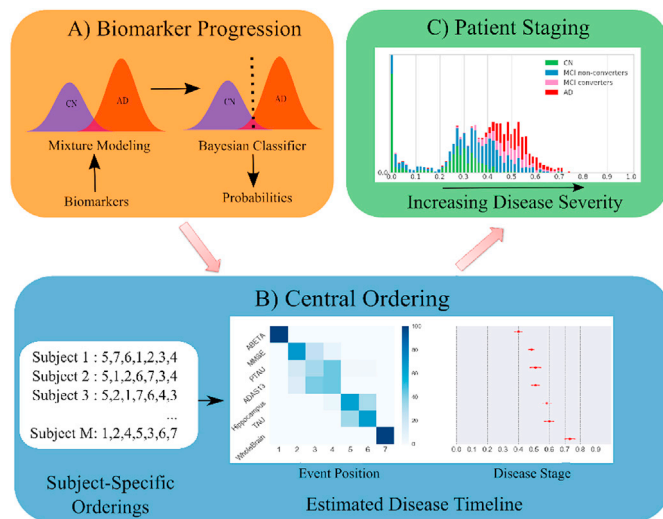 A) Biomarker Progression
CN
AD
CN
AD
Mixture Modeling
Bayesian Classifier
Biomarkers
Probabilities
C) Patient Staging
CN
MCI non-converters
MCI converters
AD
0.0
0.0 0.1 0.2 0.3 0.4 0.5 0.6 0.7 0.8 0.9 1.0
Increasing Disease Severity
B) Central Ordering
Subject 1 : 5,7,6,1,2,3,4
Subject 2 : 5,1,2,6,7,3,4
Subject 3 : 5,2,1,7,6,4,3
...
Subject M: 1,2,4,5,3,6,7
Subject-Specific
Orderings
ABETA
MMSE
PTAU
ADAS13
Hippocampus
TAU
WholeBrain
1 2 3 4 5 6 7
Event Position
100
80
60
40
20
0
0.0 0.1 0.2 0.3 0.4 0.5 0.6 0.7 0.8 0.9
Disease Stage
Estimated Disease Timeline